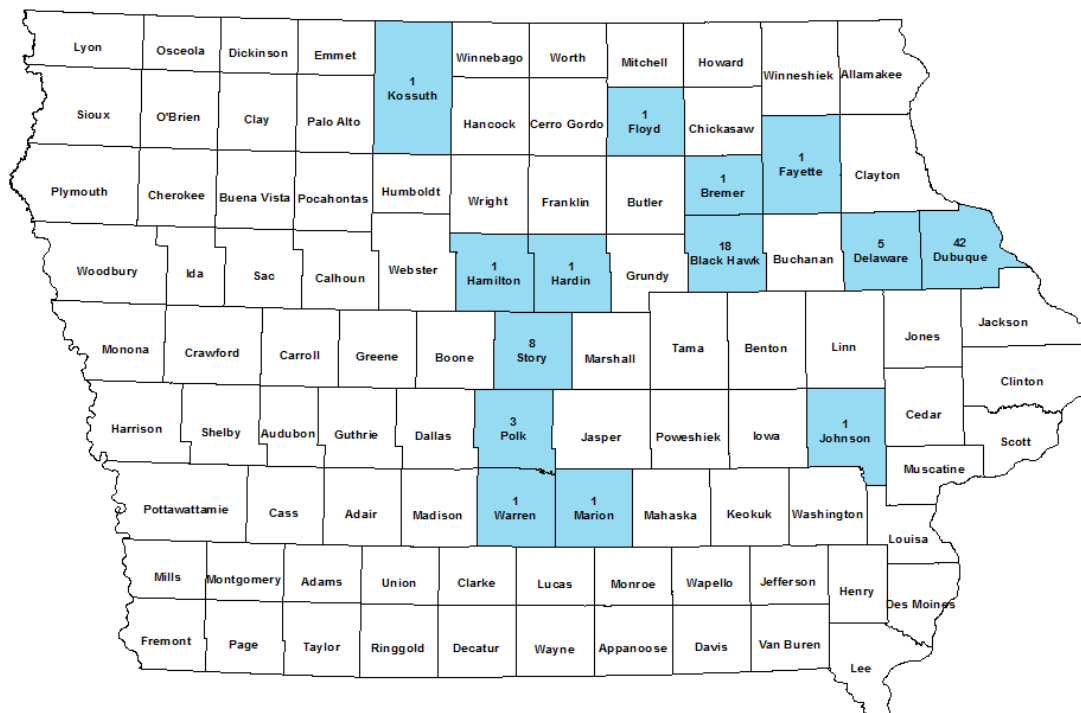 Lyon
Osceola
Dickinson
Emmet
1
Kossuth
Winnebago
Worth
Mitchell
Howard
Winneshiek
Allamakee
Sioux
O'Brien
Clay
Palo Alto
Hancock
Cerro Gordo
1
Floyd
Chickasaw
1
Fayette
Clayton
Plymouth
Cherokee
Buena Vista
Pocahontas
Humboldt
Wright
Franklin
Butler
1
Bremer
Woodbury
Ida
Sac
Calhoun
Webster
1
Hamilton
1
Hardin
Grundy
18
Black Hawk
Buchanan
5
Delaware
42
Dubuque
Monona
Crawford
Carroll
Greene
Boone
8
Story
Marshall
Tama
Benton
Linn
Jones
Jackson
Clinton
Harrison
Shelby
Audubon
Guthrie
Dallas
3
Polk
Jasper
Poweshiek
Iowa
1
Johnson
Cedar
Scott
Muscatine
Pottawattamie
Cass
Adair
Madison
1
Warren
1
Marion
Mahaska
Keokuk
Washington
Louisa
Mills
Montgomery
Adams
Union
Clarke
Lucas
Monroe
Wapello
Jefferson
Henry
Des Moines
Fremont
Page
Taylor
Ringgold
Decatur
Wayne
Appanoose
Davis
Van Buren
Lee